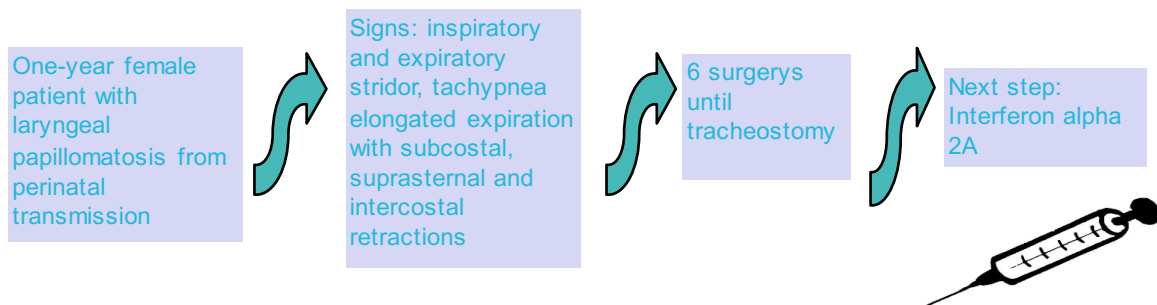 One-year female
patient with
laryngeal
papillomatosis from
perinatal
transmission
Signs: inspiratory
and expiratory
stridor, tachypnea
elongated expiration
with subcostal,
suprasternal and
intercostal
retractions
6 surgerys
until
tracheostomy
Next step:
Interferon alpha
2A